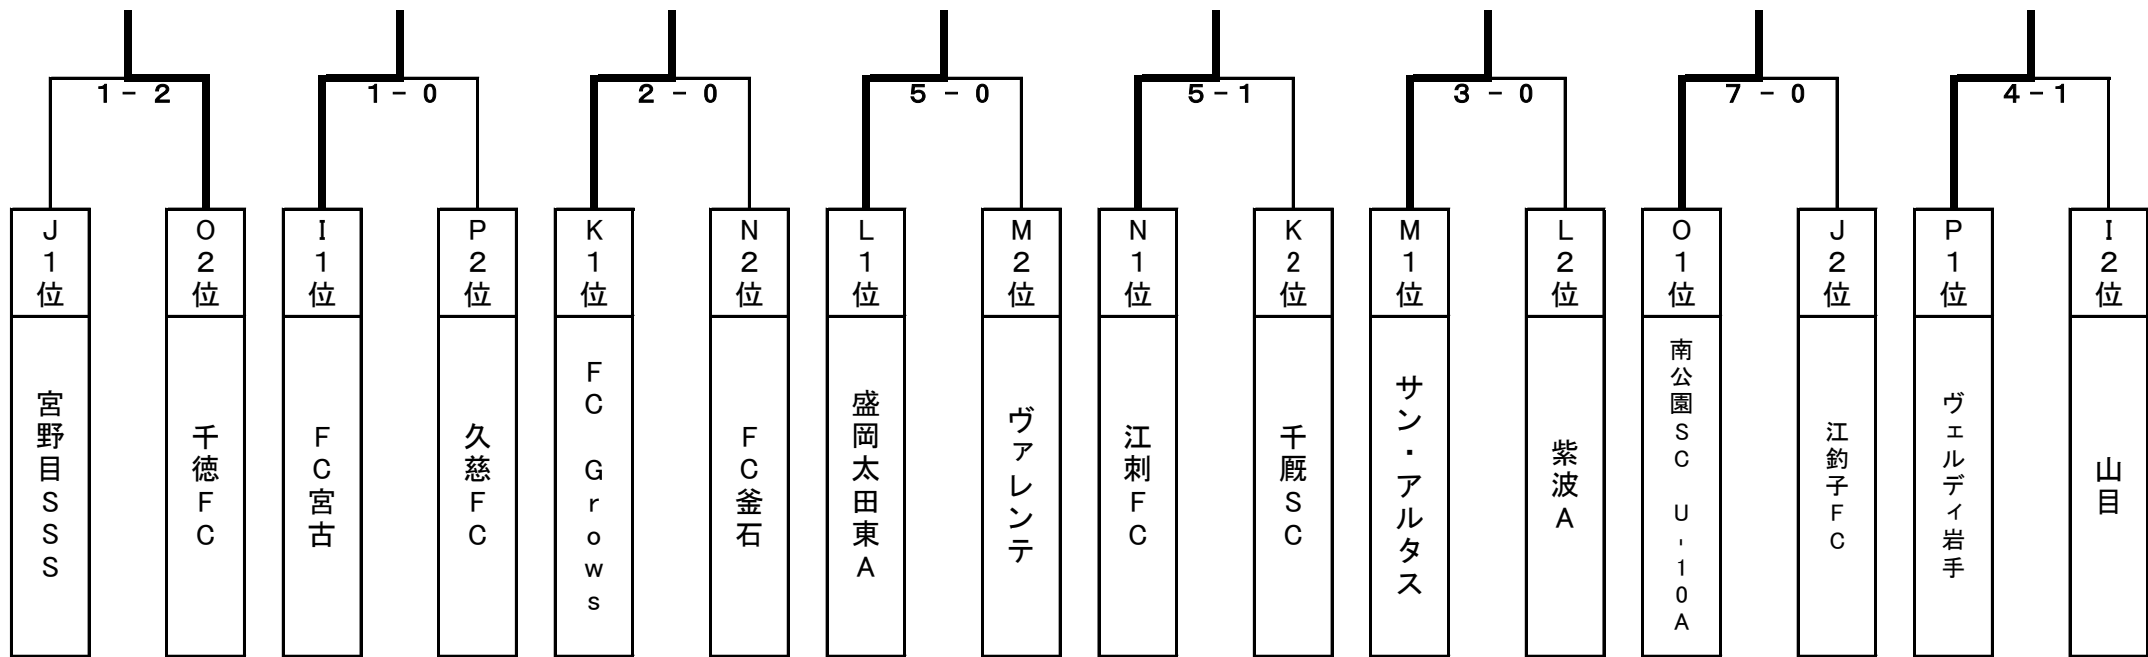 1-2
1-0
2-0
5-0
5-1
3-0
7-0
4-1
J1位
O2位
I1位
P2位
K1位
N2位
L1位
M2位
N1位
K2位
M1位
L2位
O1位
J2位
P1位
I2位
宮野目SSS
千徳FC
FC宮古
久慈FC
FC Grows
FC釜石
盛岡太田東A
ヴァレンテ
江刺FC
千厩SC
サン・アルタス
紫波A
南公園SC U-10A
江釣子FC
ヴェルディ岩手
山目